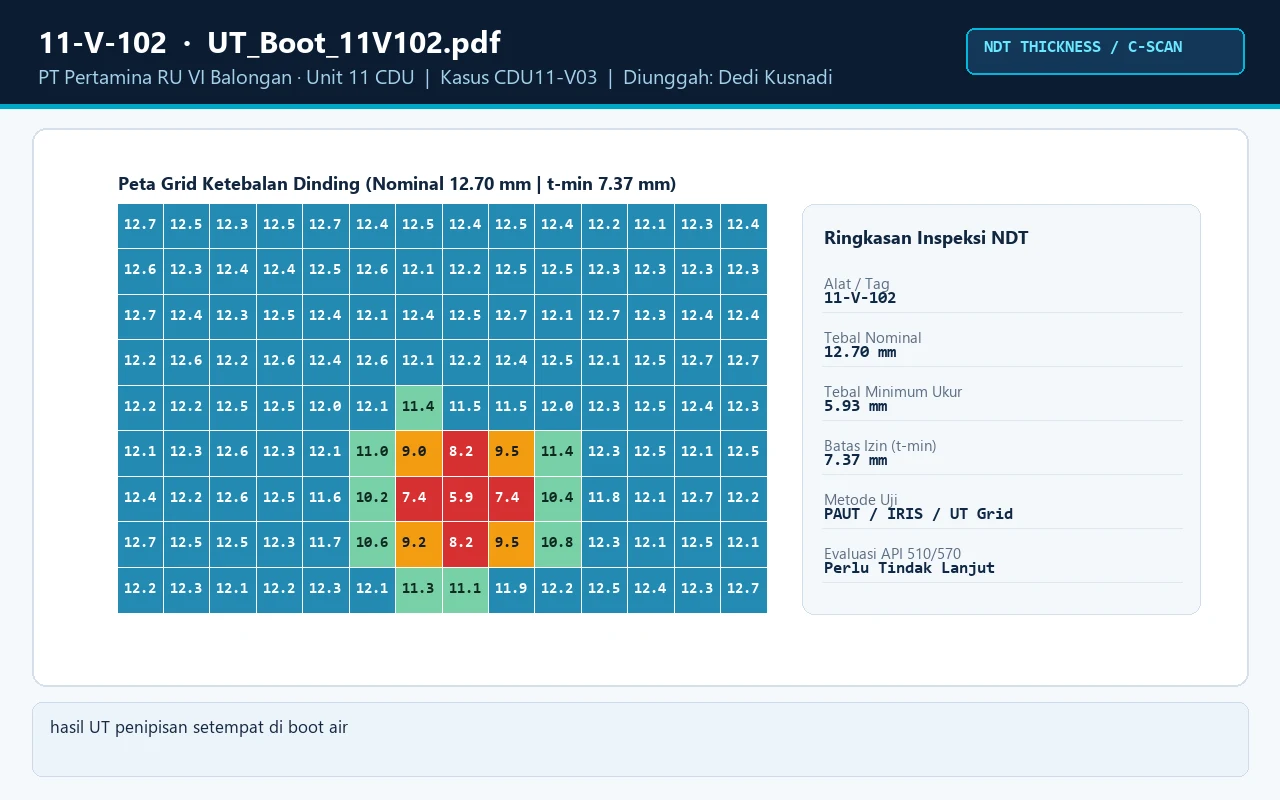 11-V-102 · UT_Boot_11V102.pdf
PT Pertamina RU VI Balongan · Unit 11 CDU | Kasus CDU11-V03 | Diunggah: Dedi Kusnadi
NDT THICKNESS / C-SCAN
Peta Grid Ketebalan Dinding (Nominal 12.70 mm | t-min 7.37 mm)
12.7 12.5 12.3 12.5 12.7 12.4 12.5 12.4 12.5 12.4 12.2 12.1 12.3 12.4
12.6 12.3 12.4 12.4 12.5 12.6 12.1 12.2 12.5 12.5 12.3 12.3 12.3 12.3
12.7 12.4 12.3 12.5 12.4 12.1 12.4 12.5 12.7 12.1 12.7 12.3 12.4 12.4
12.2 12.6 12.2 12.6 12.4 12.6 12.1 12.2 12.4 12.5 12.1 12.5 12.7 12.7
12.2 12.2 12.5 12.5 12.0 12.1 11.4 11.5 11.5 12.0 12.3 12.5 12.4 12.3
12.1 12.3 12.6 12.3 12.1 11.0 9.0 8.2 9.5 11.4 12.3 12.5 12.1 12.5
12.4 12.2 12.6 12.5 11.6 10.2 7.4 5.9 7.4 10.4 11.8 12.1 12.7 12.2
12.7 12.5 12.5 12.3 11.7 10.6 9.2 8.2 9.5 10.8 12.3 12.1 12.5 12.1
12.2 12.3 12.1 12.2 12.3 12.1 11.3 11.1 11.9 12.2 12.5 12.4 12.3 12.7
Ringkasan Inspeksi NDT
Alat / Tag
11-V-102
Tebal Nominal
12.70 mm
Tebal Minimum Ukur
5.93 mm
Batas Izin (t-min)
7.37 mm
Metode Uji
PAUT / IRIS / UT Grid
Evaluasi API 510/570
Perlu Tindak Lanjut
hasil UT penipisan setempat di boot air